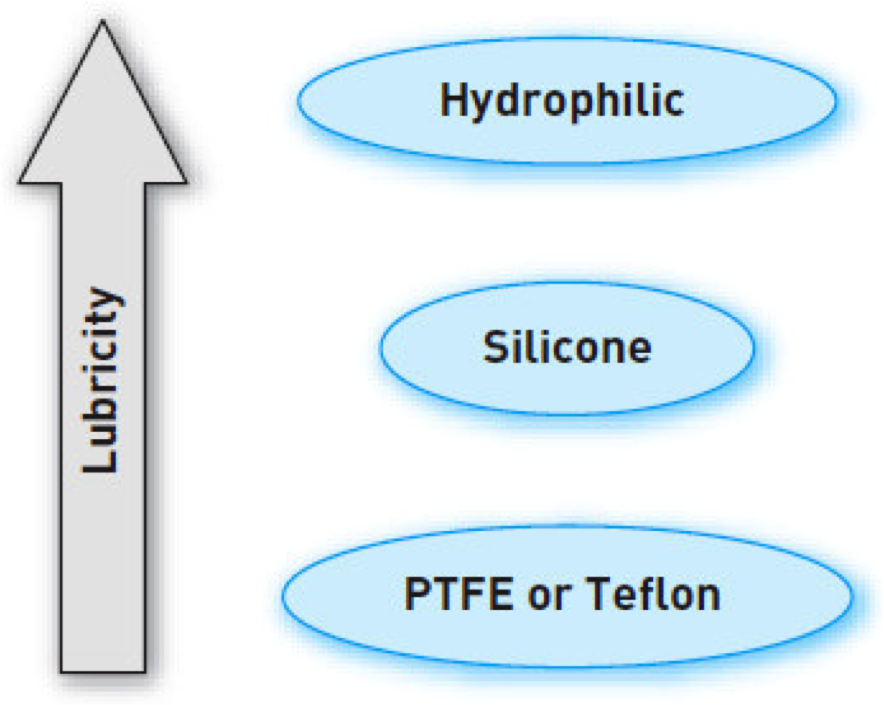 Hydrophilic
Lubricity
Silicone
PTFE or Teflon